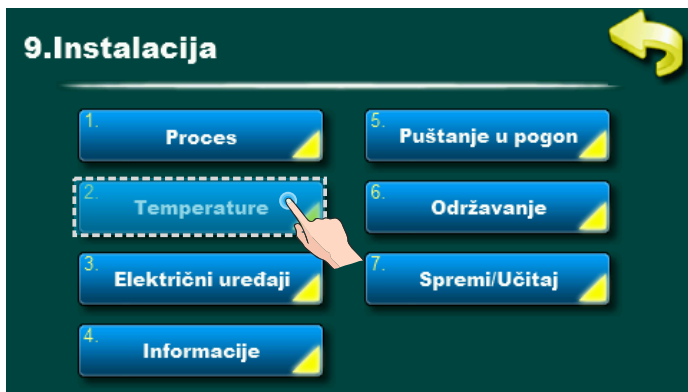 9.Instalacija
1.
Proces
2.
Temperature
3.
Električni uređaji
4.
Informacije
5.
Puštanje u pogon
6.
Održavanje
7.
Spremi/Učitaj